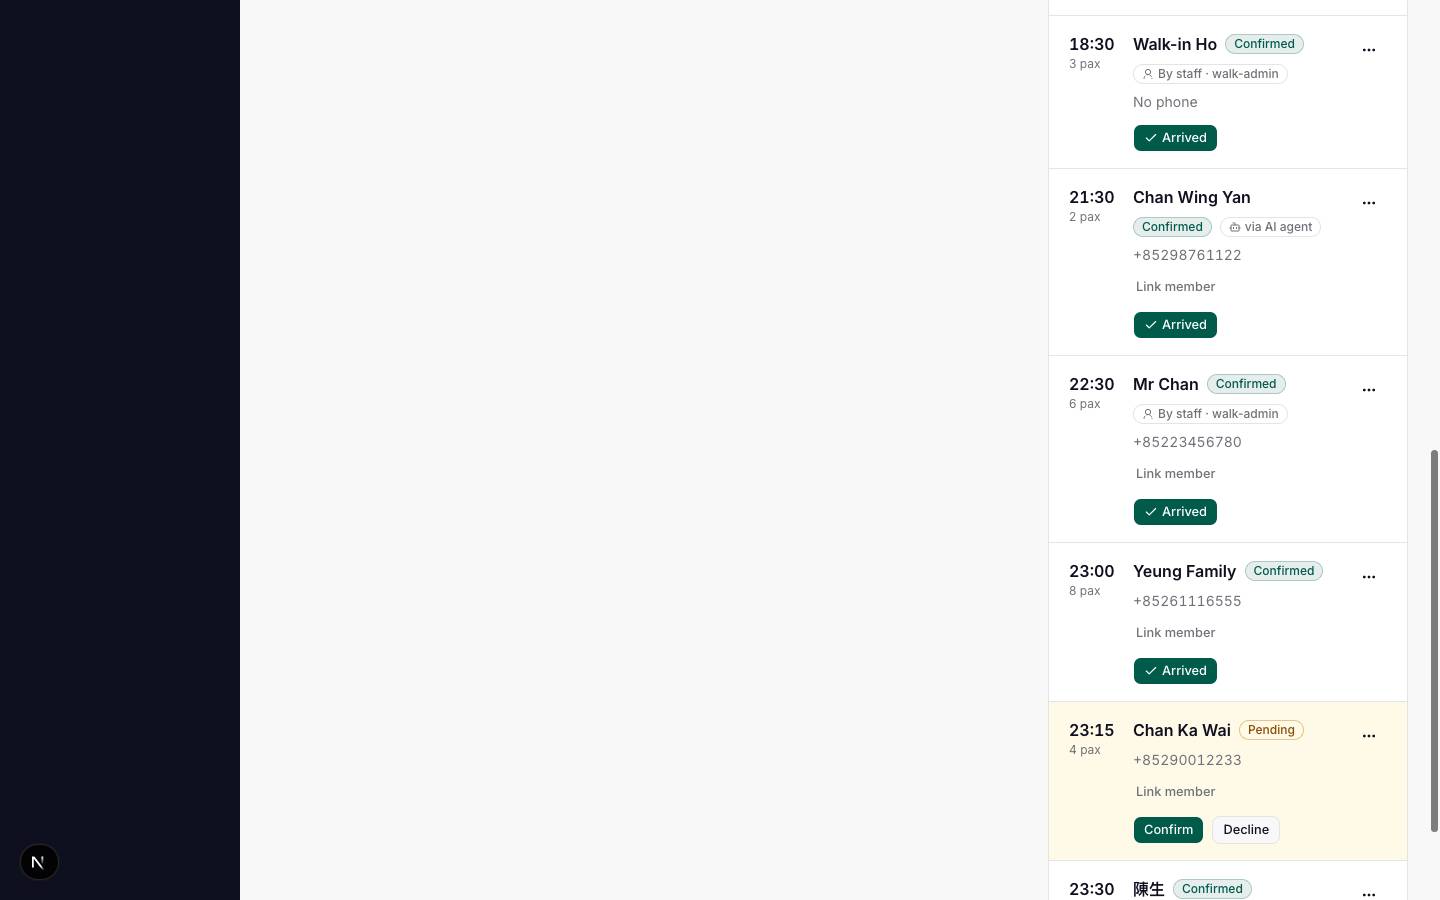 18:30 Walk-in Ho Confirmed ...
3 pax By staff · walk-admin
No phone
Arrived
21:30 Chan Wing Yan ...
2 pax Confirmed via AI agent
+85298761122
Link member
Arrived
22:30 Mr Chan Confirmed ...
6 pax By staff · walk-admin
+85223456780
Link member
Arrived
23:00 Yeung Family Confirmed ...
8 pax
+85261116555
Link member
Arrived
23:15 Chan Ka Wai Pending ...
4 pax
+85290012233
Link member
Confirm Decline
N
23:30 陳生 Confirmed ...